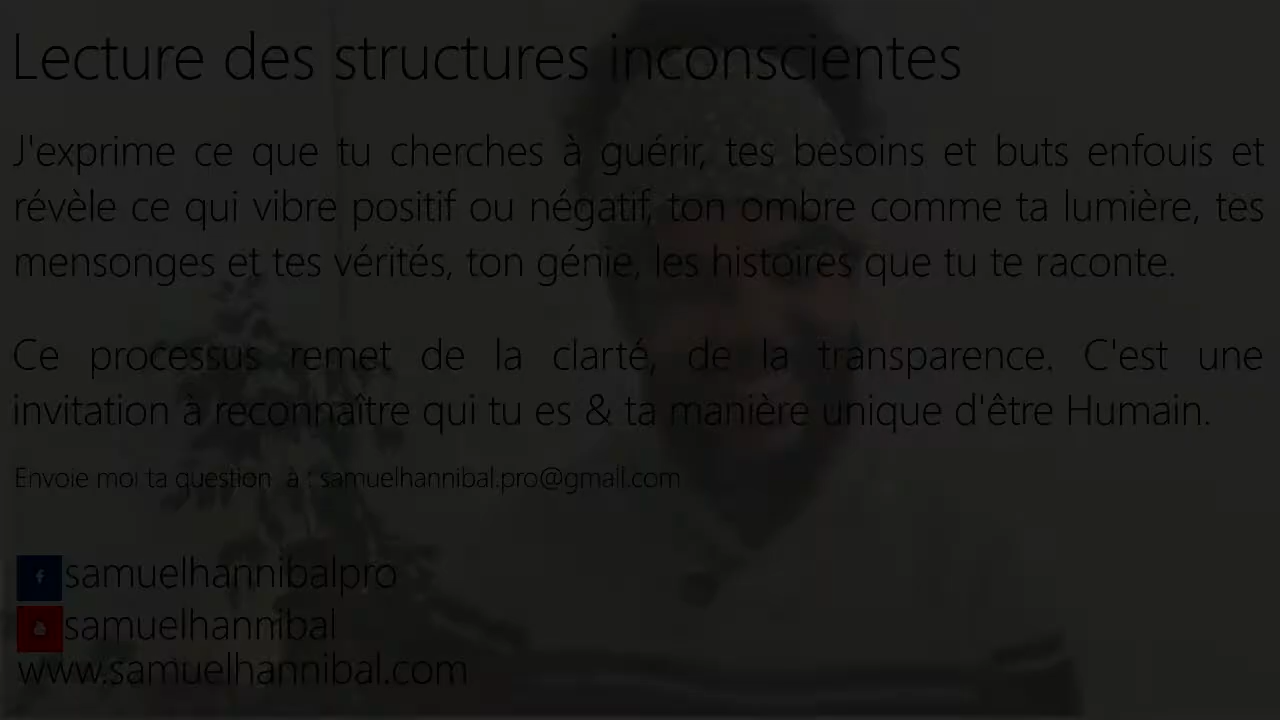 Lecture des structures inconscientes
J'exprime ce que tu cherches à guérir, tes besoins et buts enfouis et
révèle ce qui vibre positif ou négatif, ton ombre comme ta lumière, tes
mensonges et tes vérités, ton génie, les histoires que tu te raconte.
Ce processus remet de la clarté, de la transparence. C'est une
invitation à reconnaître qui tu es & ta manière unique d'être Humain.
Envoie moi ta question à : samuelhannibal.pro@gmail.com
f samuelhannibalpro
samuelhannibal
www.samuelhannibal.com